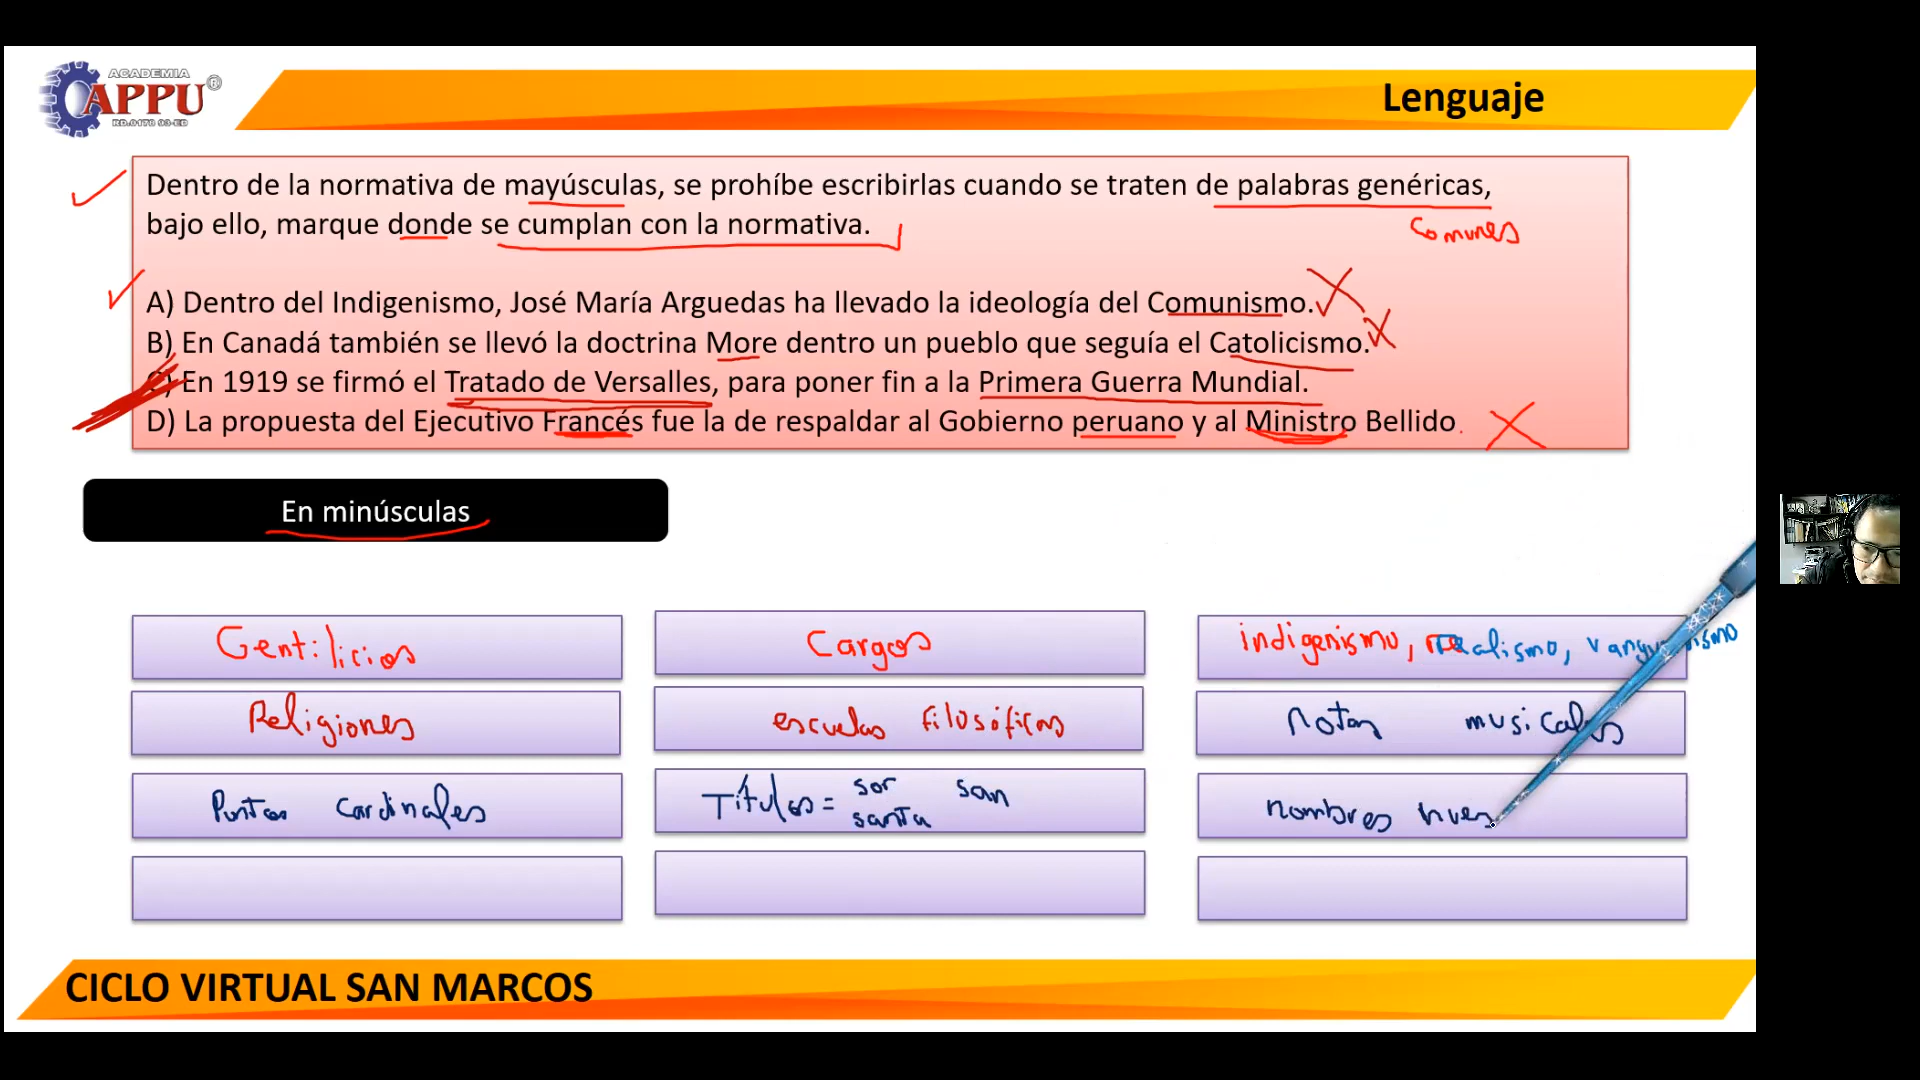 ACADEMIA
APPU
RD.0170 93-ED
Lenguaje
Dentro de la normativa de mayúsculas, se prohíbe escribirlas cuando se traten de palabras genéricas,
bajo ello, marque donde se cumplan con la normativa.
comunes
A) Dentro del Indigenismo, José María Arguedas ha llevado la ideología del Comunismo.
B) En Canadá también se llevó la doctrina More dentro un pueblo que seguía el Catolicismo.
C) En 1919 se firmó el Tratado de Versalles, para poner fin a la Primera Guerra Mundial.
D) La propuesta del Ejecutivo Francés fue la de respaldar al Gobierno peruano y al Ministro Bellido.
En minúsculas
Gentilicios
Cargos
indigenismo, realismo,
Religiones
escuelas filosóficas
Notas musicales
Puntos cardinales
Títulos = sor san
santa
nombres
CICLO VIRTUAL SAN MARCOS